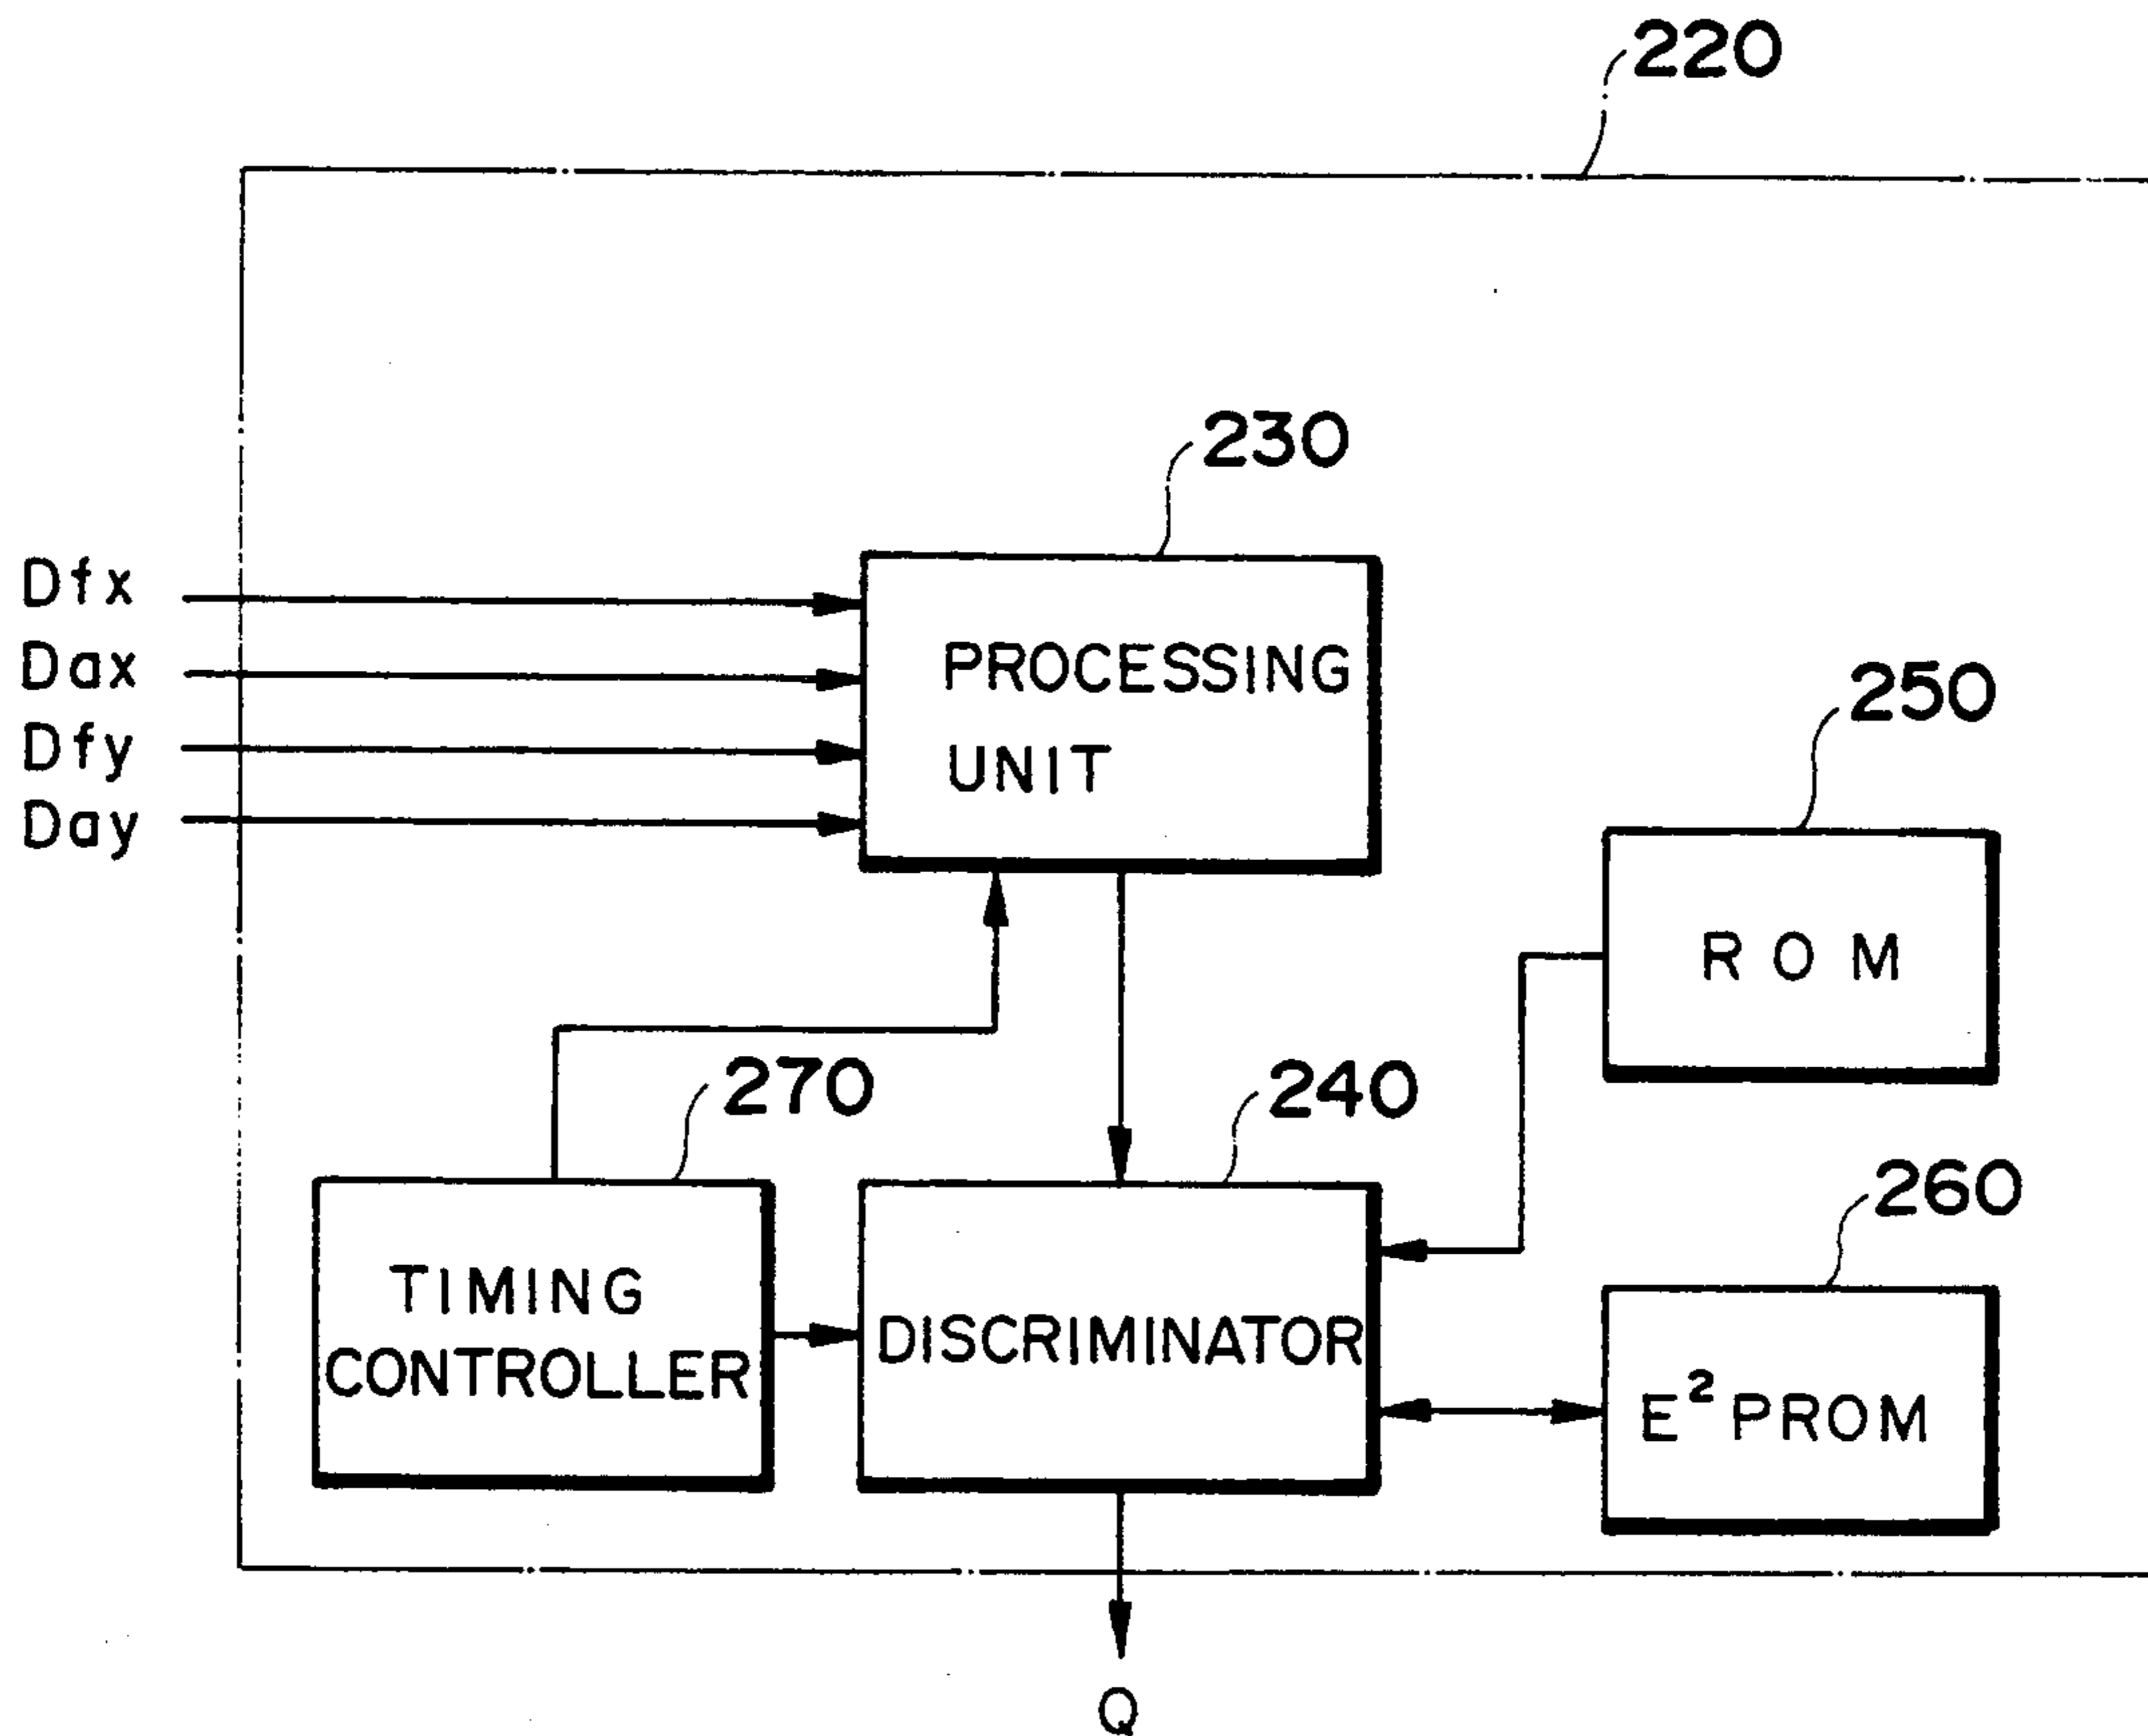 220
230
Dfx
Dax
Dfy
Day
PROCESSING
UNIT
250
ROM
270
240
260
TIMING
CONTROLLER
DISCRIMINATOR
E²PROM
Q